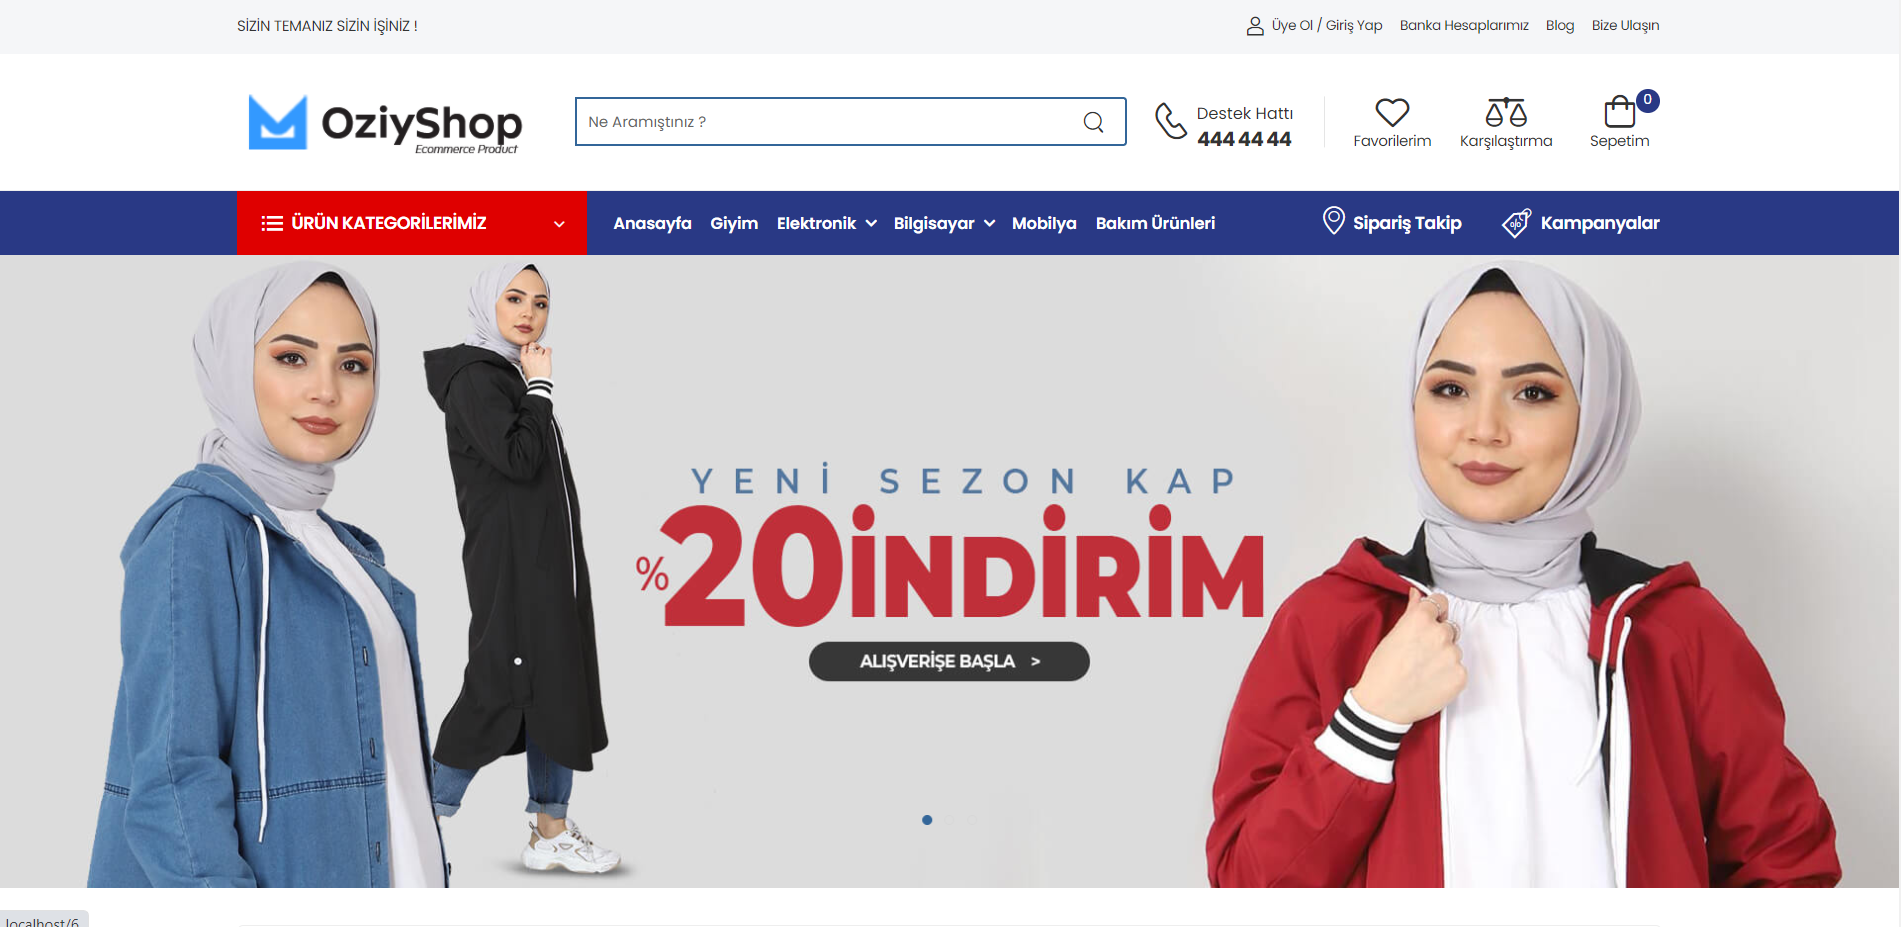 SİZİN TEMANIZ SİZİN İŞİNİZ !
Üye Ol / Giriş Yap Banka Hesaplarımız Blog Bize Ulaşın
OziyShop
Ecommerce Product
Ne Aramıştınız ?
Destek Hattı
444 44 44
Favorilerim
Karşılaştırma
0
Sepetim
ÜRÜN KATEGORİLERİMİZ
Anasayfa Giyim Elektronik Bilgisayar Mobilya Bakım Ürünleri
Sipariş Takip Kampanyalar
YENİ SEZON KAP
%20İNDİRİM
ALIŞVERİŞE BAŞLA >
localhost/6